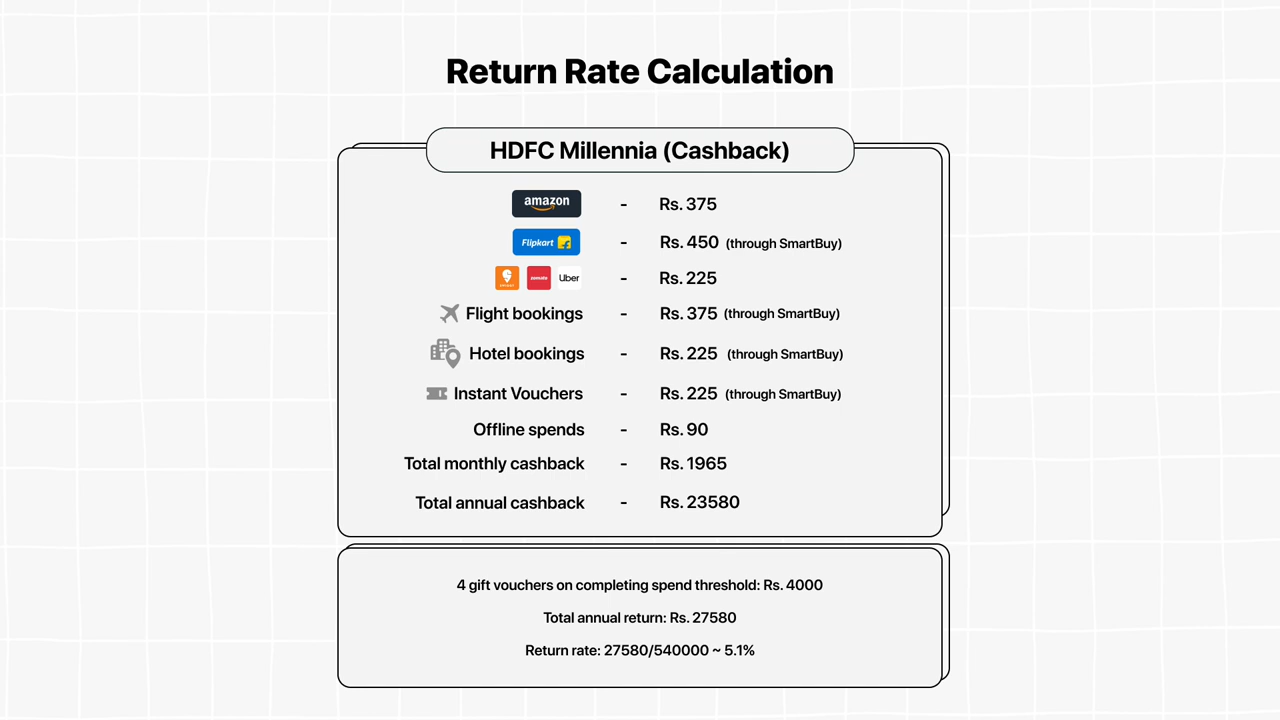 Return Rate Calculation
HDFC Millennia (Cashback)
amazon - Rs. 375
Flipkart - Rs. 450 (through SmartBuy)
zomato Uber - Rs. 225
Flight bookings - Rs. 375 (through SmartBuy)
Hotel bookings - Rs. 225 (through SmartBuy)
Instant Vouchers - Rs. 225 (through SmartBuy)
Offline spends - Rs. 90
Total monthly cashback - Rs. 1965
Total annual cashback - Rs. 23580
4 gift vouchers on completing spend threshold: Rs. 4000
Total annual return: Rs. 27580
Return rate: 27580/540000 ~ 5.1%